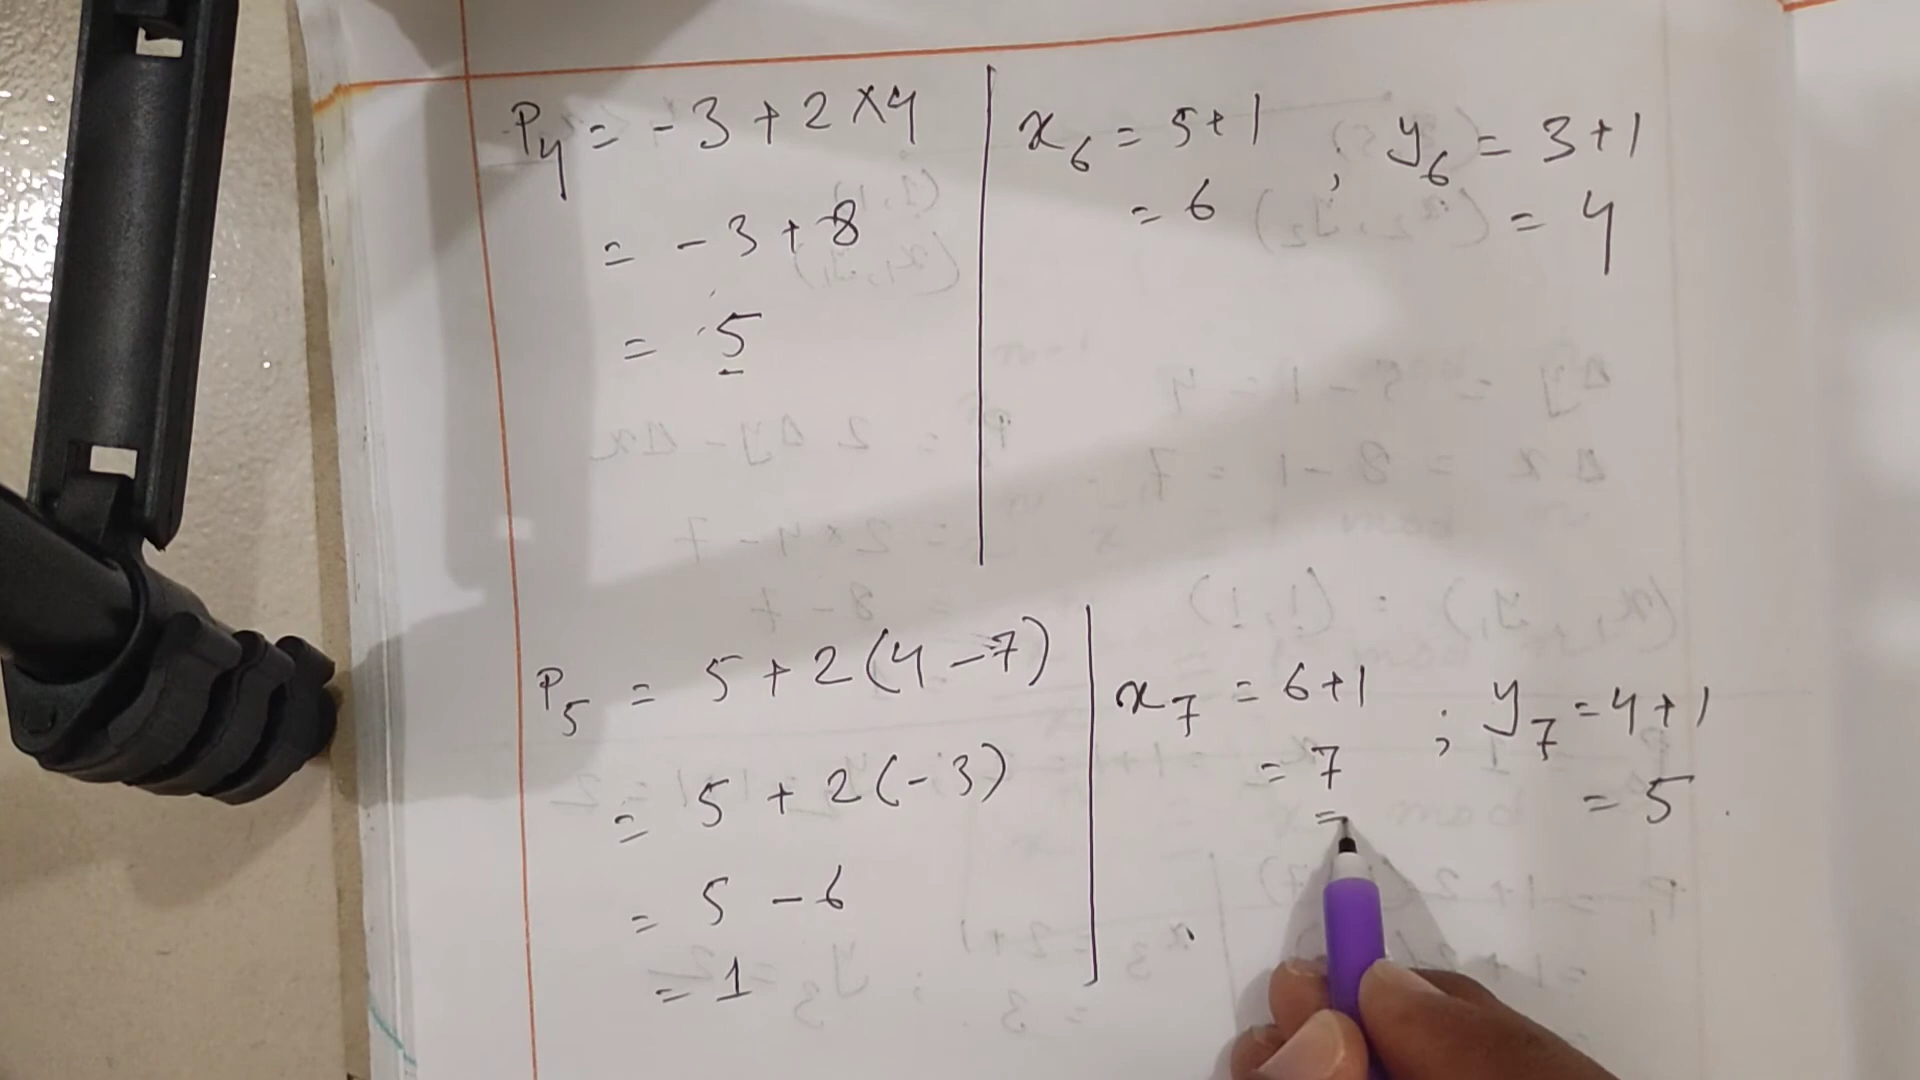 P4 = -3 + 2 × 4
= -3 + 8
= 5
x6 = 5+1 ; y6 = 3+1
= 6 = 4
P5 = 5 + 2(4 - 7)
= 5 + 2(-3)
= 5 - 6
= 1
x7 = 6+1 ; y7 = 4+1
= 7 = 5
=